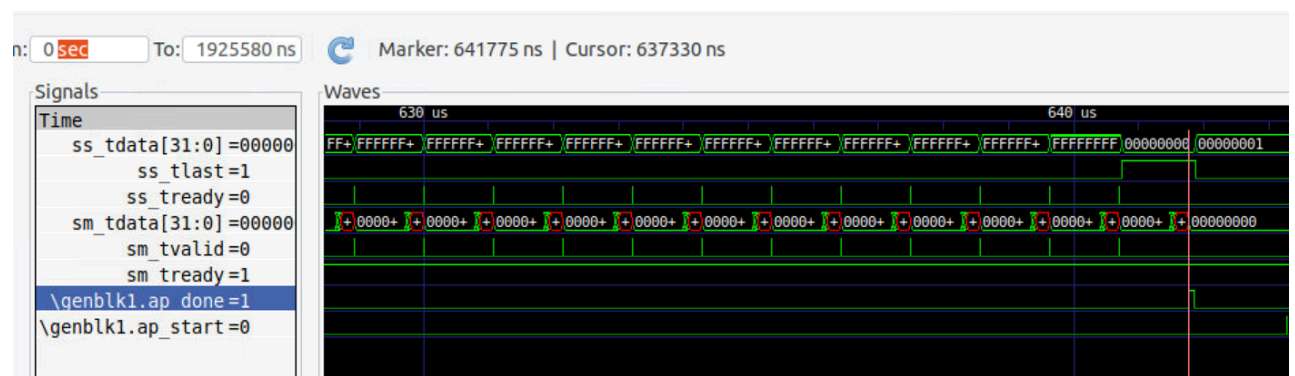 n: 0 sec To: 1925580 ns Marker: 641775 ns | Cursor: 637330 ns
Signals Waves
Time 630 us 640 us
ss_tdata[31:0] =00000 FF+ FFFFFF+ FFFFFF+ FFFFFF+ FFFFFF+ FFFFFF+ FFFFFF+ FFFFFF+ FFFFFF+ FFFFFF+ FFFFFFFF 00000000 00000001
ss_tlast=1
ss_tready=0
sm_tdata[31:0] =00000 + 0000+ + 0000+ + 0000+ + 0000+ + 0000+ + 0000+ + 0000+ + 0000+ + 0000+ + 0000+ + 0000+ + 0000+ + 00000000
sm_tvalid=0
sm_tready=1
\genblk1.ap_done=1
\genblk1.ap_start=0